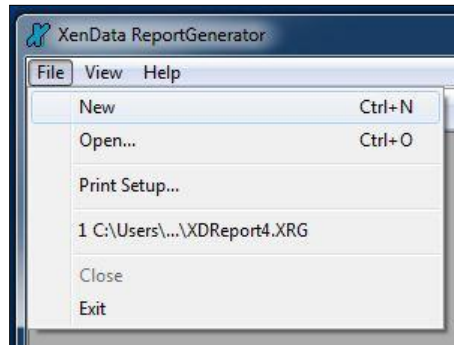 XenData ReportGenerator
File View Help
New Ctrl+N
Open... Ctrl+O
Print Setup...
1 C:\Users\...\XDReport4.XRG
Close
Exit